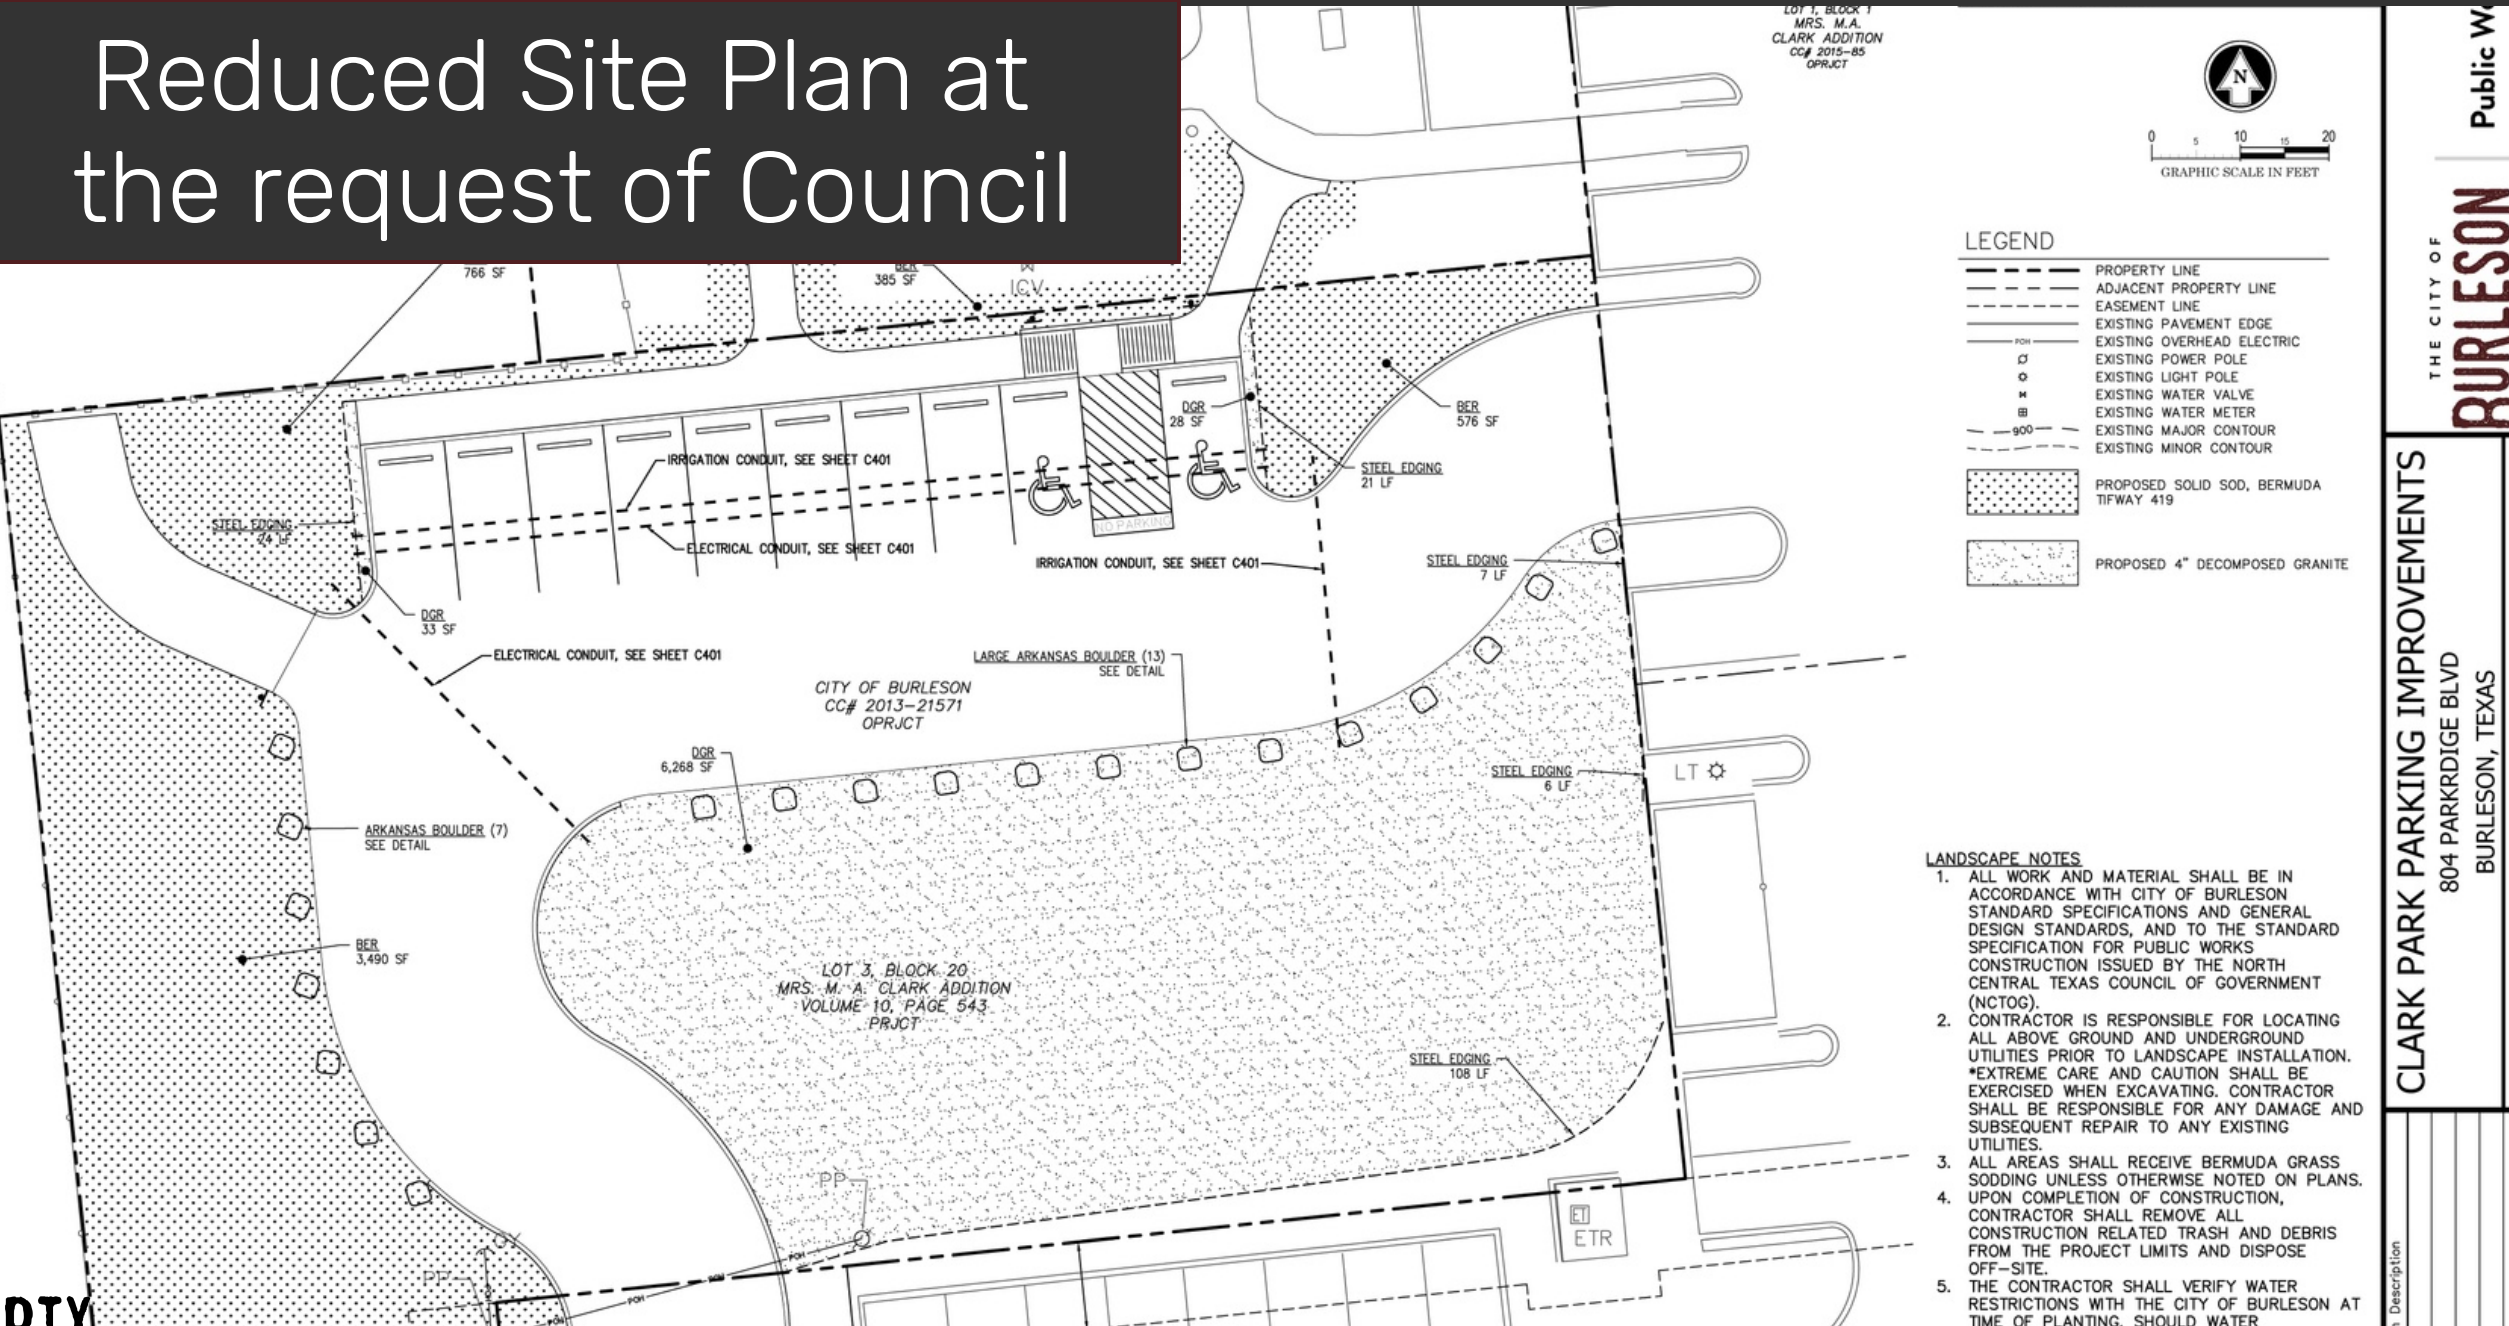 Reduced Site Plan at
the request of Council
LOT 1, BLOCK 1
MRS. M.A.
CLARK ADDITION
CC# 2015-85
OPRJCT
N
0 5 10 15 20
GRAPHIC SCALE IN FEET
LEGEND
PROPERTY LINE
ADJACENT PROPERTY LINE
EASEMENT LINE
EXISTING PAVEMENT EDGE
POH EXISTING OVERHEAD ELECTRIC
EXISTING POWER POLE
EXISTING LIGHT POLE
EXISTING WATER VALVE
EXISTING WATER METER
900 EXISTING MAJOR CONTOUR
EXISTING MINOR CONTOUR
PROPOSED SOLID SOD, BERMUDA
TIFWAY 419
PROPOSED 4" DECOMPOSED GRANITE
766 SF
BER
385 SF
ICV
DGR
28 SF
BER
576 SF
STEEL EDGING
21 LF
IRRIGATION CONDUIT, SEE SHEET C401
STEEL EDGING
24 LF
NO PARKING
ELECTRICAL CONDUIT, SEE SHEET C401
IRRIGATION CONDUIT, SEE SHEET C401
STEEL EDGING
7 LF
DGR
33 SF
ELECTRICAL CONDUIT, SEE SHEET C401
LARGE ARKANSAS BOULDER (13)
SEE DETAIL
CITY OF BURLESON
CC# 2013-21571
OPRJCT
DGR
6,268 SF
STEEL EDGING
6 LF
LT
ARKANSAS BOULDER (7)
SEE DETAIL
BER
3,490 SF
LOT 3, BLOCK 20
MRS. M. A. CLARK ADDITION
VOLUME 10, PAGE 543
PRJCT
STEEL EDGING
108 LF
PP
ET
ETR
POH
POH
POH
POH
PP
LANDSCAPE NOTES
1. ALL WORK AND MATERIAL SHALL BE IN
ACCORDANCE WITH CITY OF BURLESON
STANDARD SPECIFICATIONS AND GENERAL
DESIGN STANDARDS, AND TO THE STANDARD
SPECIFICATION FOR PUBLIC WORKS
CONSTRUCTION ISSUED BY THE NORTH
CENTRAL TEXAS COUNCIL OF GOVERNMENT
(NCTOG).
2. CONTRACTOR IS RESPONSIBLE FOR LOCATING
ALL ABOVE GROUND AND UNDERGROUND
UTILITIES PRIOR TO LANDSCAPE INSTALLATION.
*EXTREME CARE AND CAUTION SHALL BE
EXERCISED WHEN EXCAVATING. CONTRACTOR
SHALL BE RESPONSIBLE FOR ANY DAMAGE AND
SUBSEQUENT REPAIR TO ANY EXISTING
UTILITIES.
3. ALL AREAS SHALL RECEIVE BERMUDA GRASS
SODDING UNLESS OTHERWISE NOTED ON PLANS.
4. UPON COMPLETION OF CONSTRUCTION,
CONTRACTOR SHALL REMOVE ALL
CONSTRUCTION RELATED TRASH AND DEBRIS
FROM THE PROJECT LIMITS AND DISPOSE
OFF-SITE.
5. THE CONTRACTOR SHALL VERIFY WATER
RESTRICTIONS WITH THE CITY OF BURLESON AT
TIME OF PLANTING. SHOULD WATER
Public Wo
THE CITY OF
BURLESON
CLARK PARK PARKING IMPROVEMENTS
804 PARKRDIGE BLVD
BURLESON, TEXAS
Description